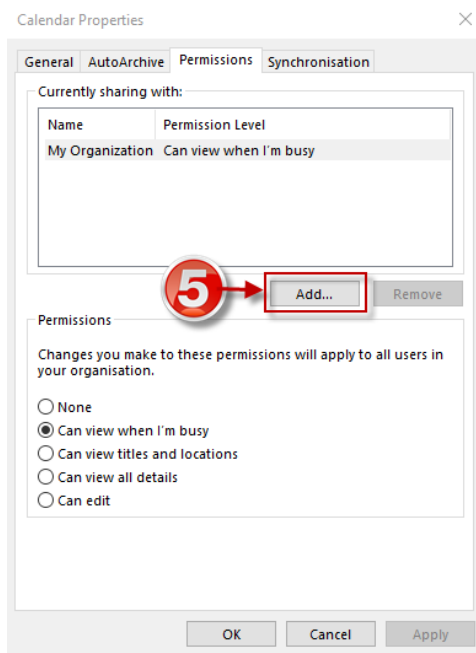 Calendar Properties
General AutoArchive Permissions Synchronisation
Currently sharing with:
Name Permission Level
My Organization Can view when I'm busy
5
Add... Remove
Permissions
Changes you make to these permissions will apply to all users in
your organisation.
None
Can view when I'm busy
Can view titles and locations
Can view all details
Can edit
OK Cancel Apply